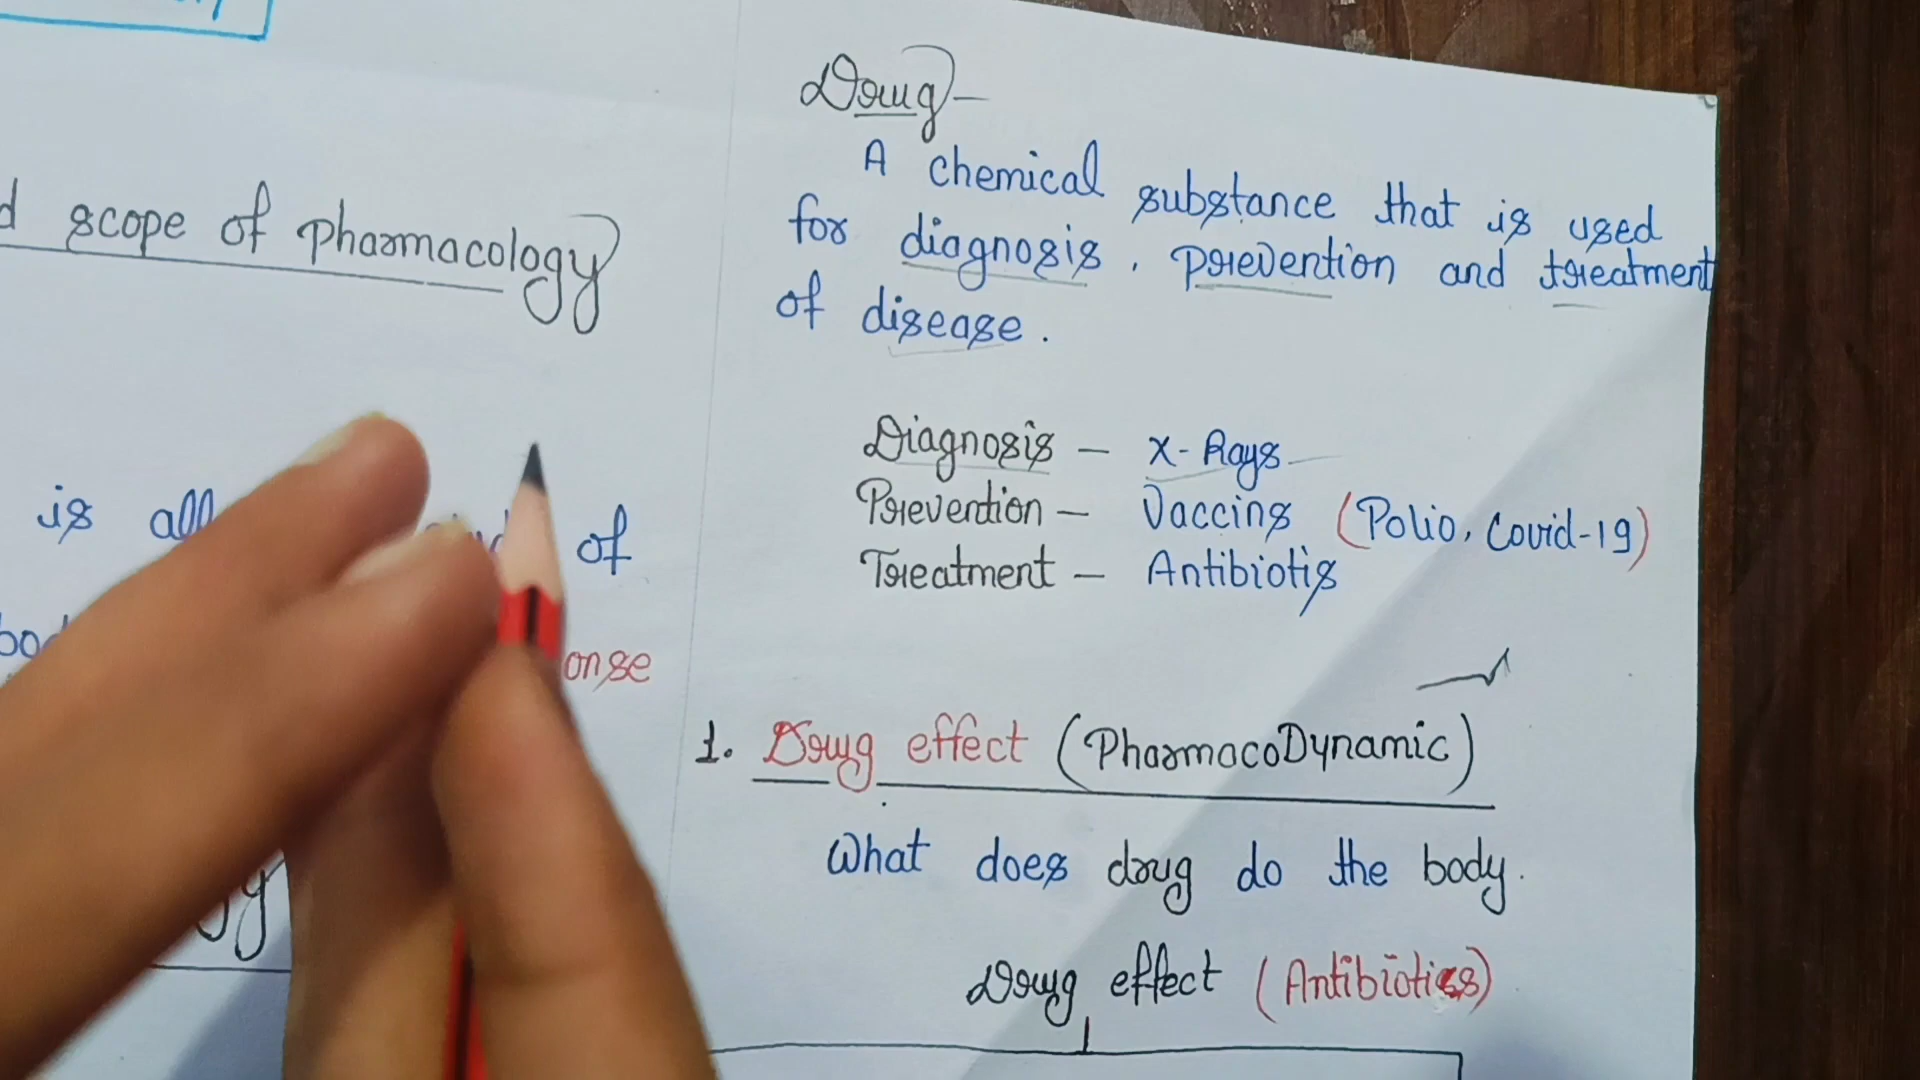 scope of pharmacology
is all of
onse
Drug-
A chemical substance that is used
for diagnosis, prevention and treatment
of disease.
Diagnosis - X-Rays
Prevention - Vaccins (Polio, Covid-19)
Treatment - Antibiotis
1. Drug effect (PharmacoDynamic)
What does drug do the body.
Drug effect (Antibiotics)